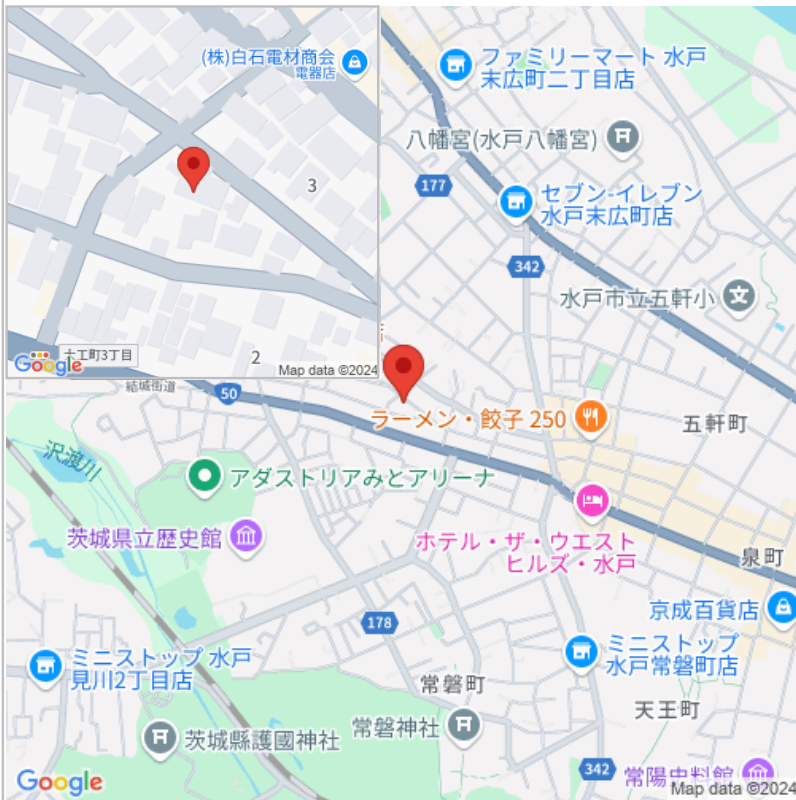 (株)白石電材商会
電器店
3
2
Google
大工町3丁目
Map data ©2024
ファミリーマート 水戸
末広町二丁目店
八幡宮(水戸八幡宮)
177
セブン-イレブン
水戸末広町店
342
水戸市立五軒小
文
結城街道
50
ラーメン・餃子 250
五軒町
沢渡川
アダストリアみとアリーナ
茨城県立歴史館
ホテル・ザ・ウエスト
ヒルズ・水戸
泉町
京成百貨店
178
ミニストップ 水戸
見川2丁目店
ミニストップ
水戸常磐町店
常磐町
天王町
茨城縣護國神社
常磐神社
342
常陽史料館
Google
Map data ©2024